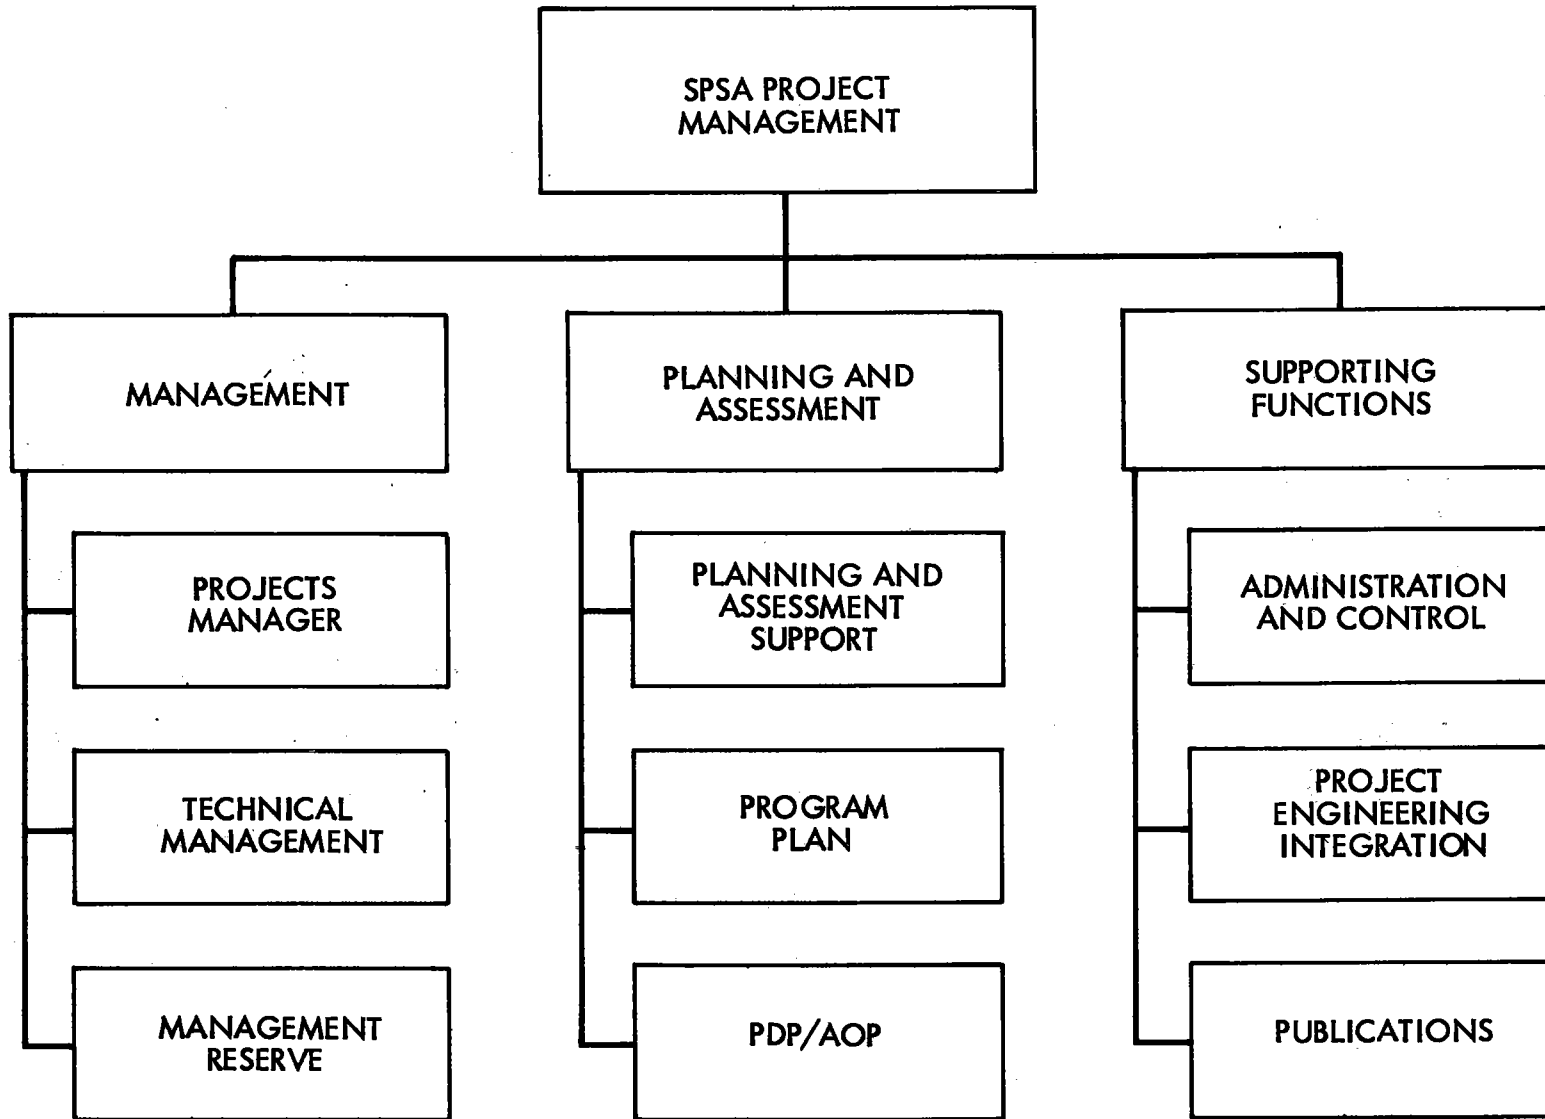 SPSA PROJECT
MANAGEMENT
MANAGEMENT
PLANNING AND
ASSESSMENT
SUPPORTING
FUNCTIONS
PROJECTS
MANAGER
PLANNING AND
ASSESSMENT
SUPPORT
ADMINISTRATION
AND CONTROL
TECHNICAL
MANAGEMENT
PROGRAM
PLAN
PROJECT
ENGINEERING
INTEGRATION
MANAGEMENT
RESERVE
PDP/AOP
PUBLICATIONS